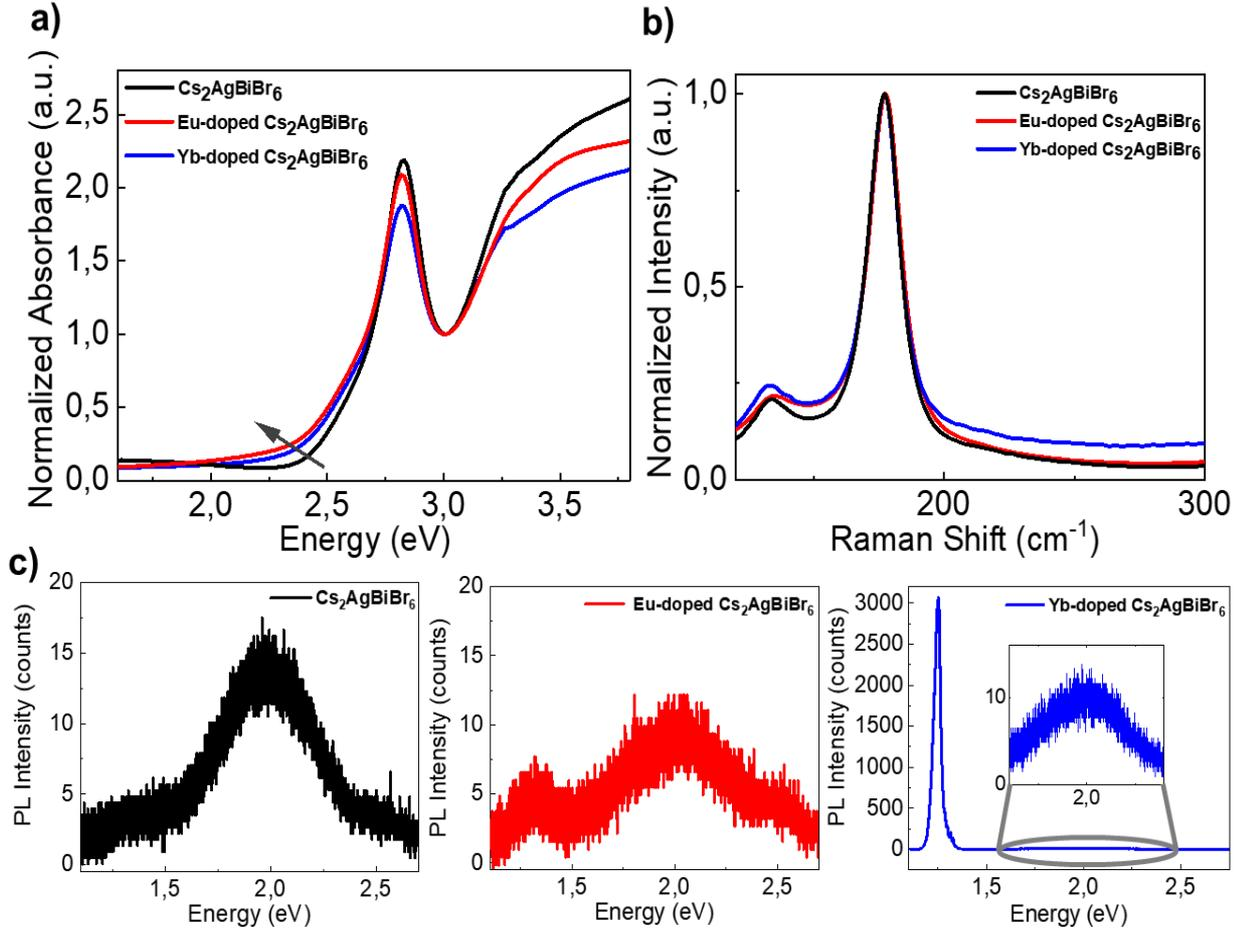 a)
Normalized Absorbance (a.u.)
2,5
2,0
1,5
1,0
0,5
0,0
Cs2AgBiBr6
Eu-doped Cs2AgBiBr6
Yb-doped Cs2AgBiBr6
2,0 2,5 3,0 3,5
Energy (eV)
b)
Normalized Intensity (a.u.)
1,0
0,5
0,0
Cs2AgBiBr6
Eu-doped Cs2AgBiBr6
Yb-doped Cs2AgBiBr6
200 300
Raman Shift (cm-1)
c)
PL Intensity (counts)
20
15
10
5
0
Cs2AgBiBr6
1,5 2,0 2,5
Energy (eV)
PL Intensity (counts)
20
15
10
5
0
Eu-doped Cs2AgBiBr6
1,5 2,0 2,5
Energy (eV)
PL Intensity (counts)
3000
2500
2000
1500
1000
500
0
Yb-doped Cs2AgBiBr6
10
0
2,0
1,5 2,0 2,5
Energy (eV)